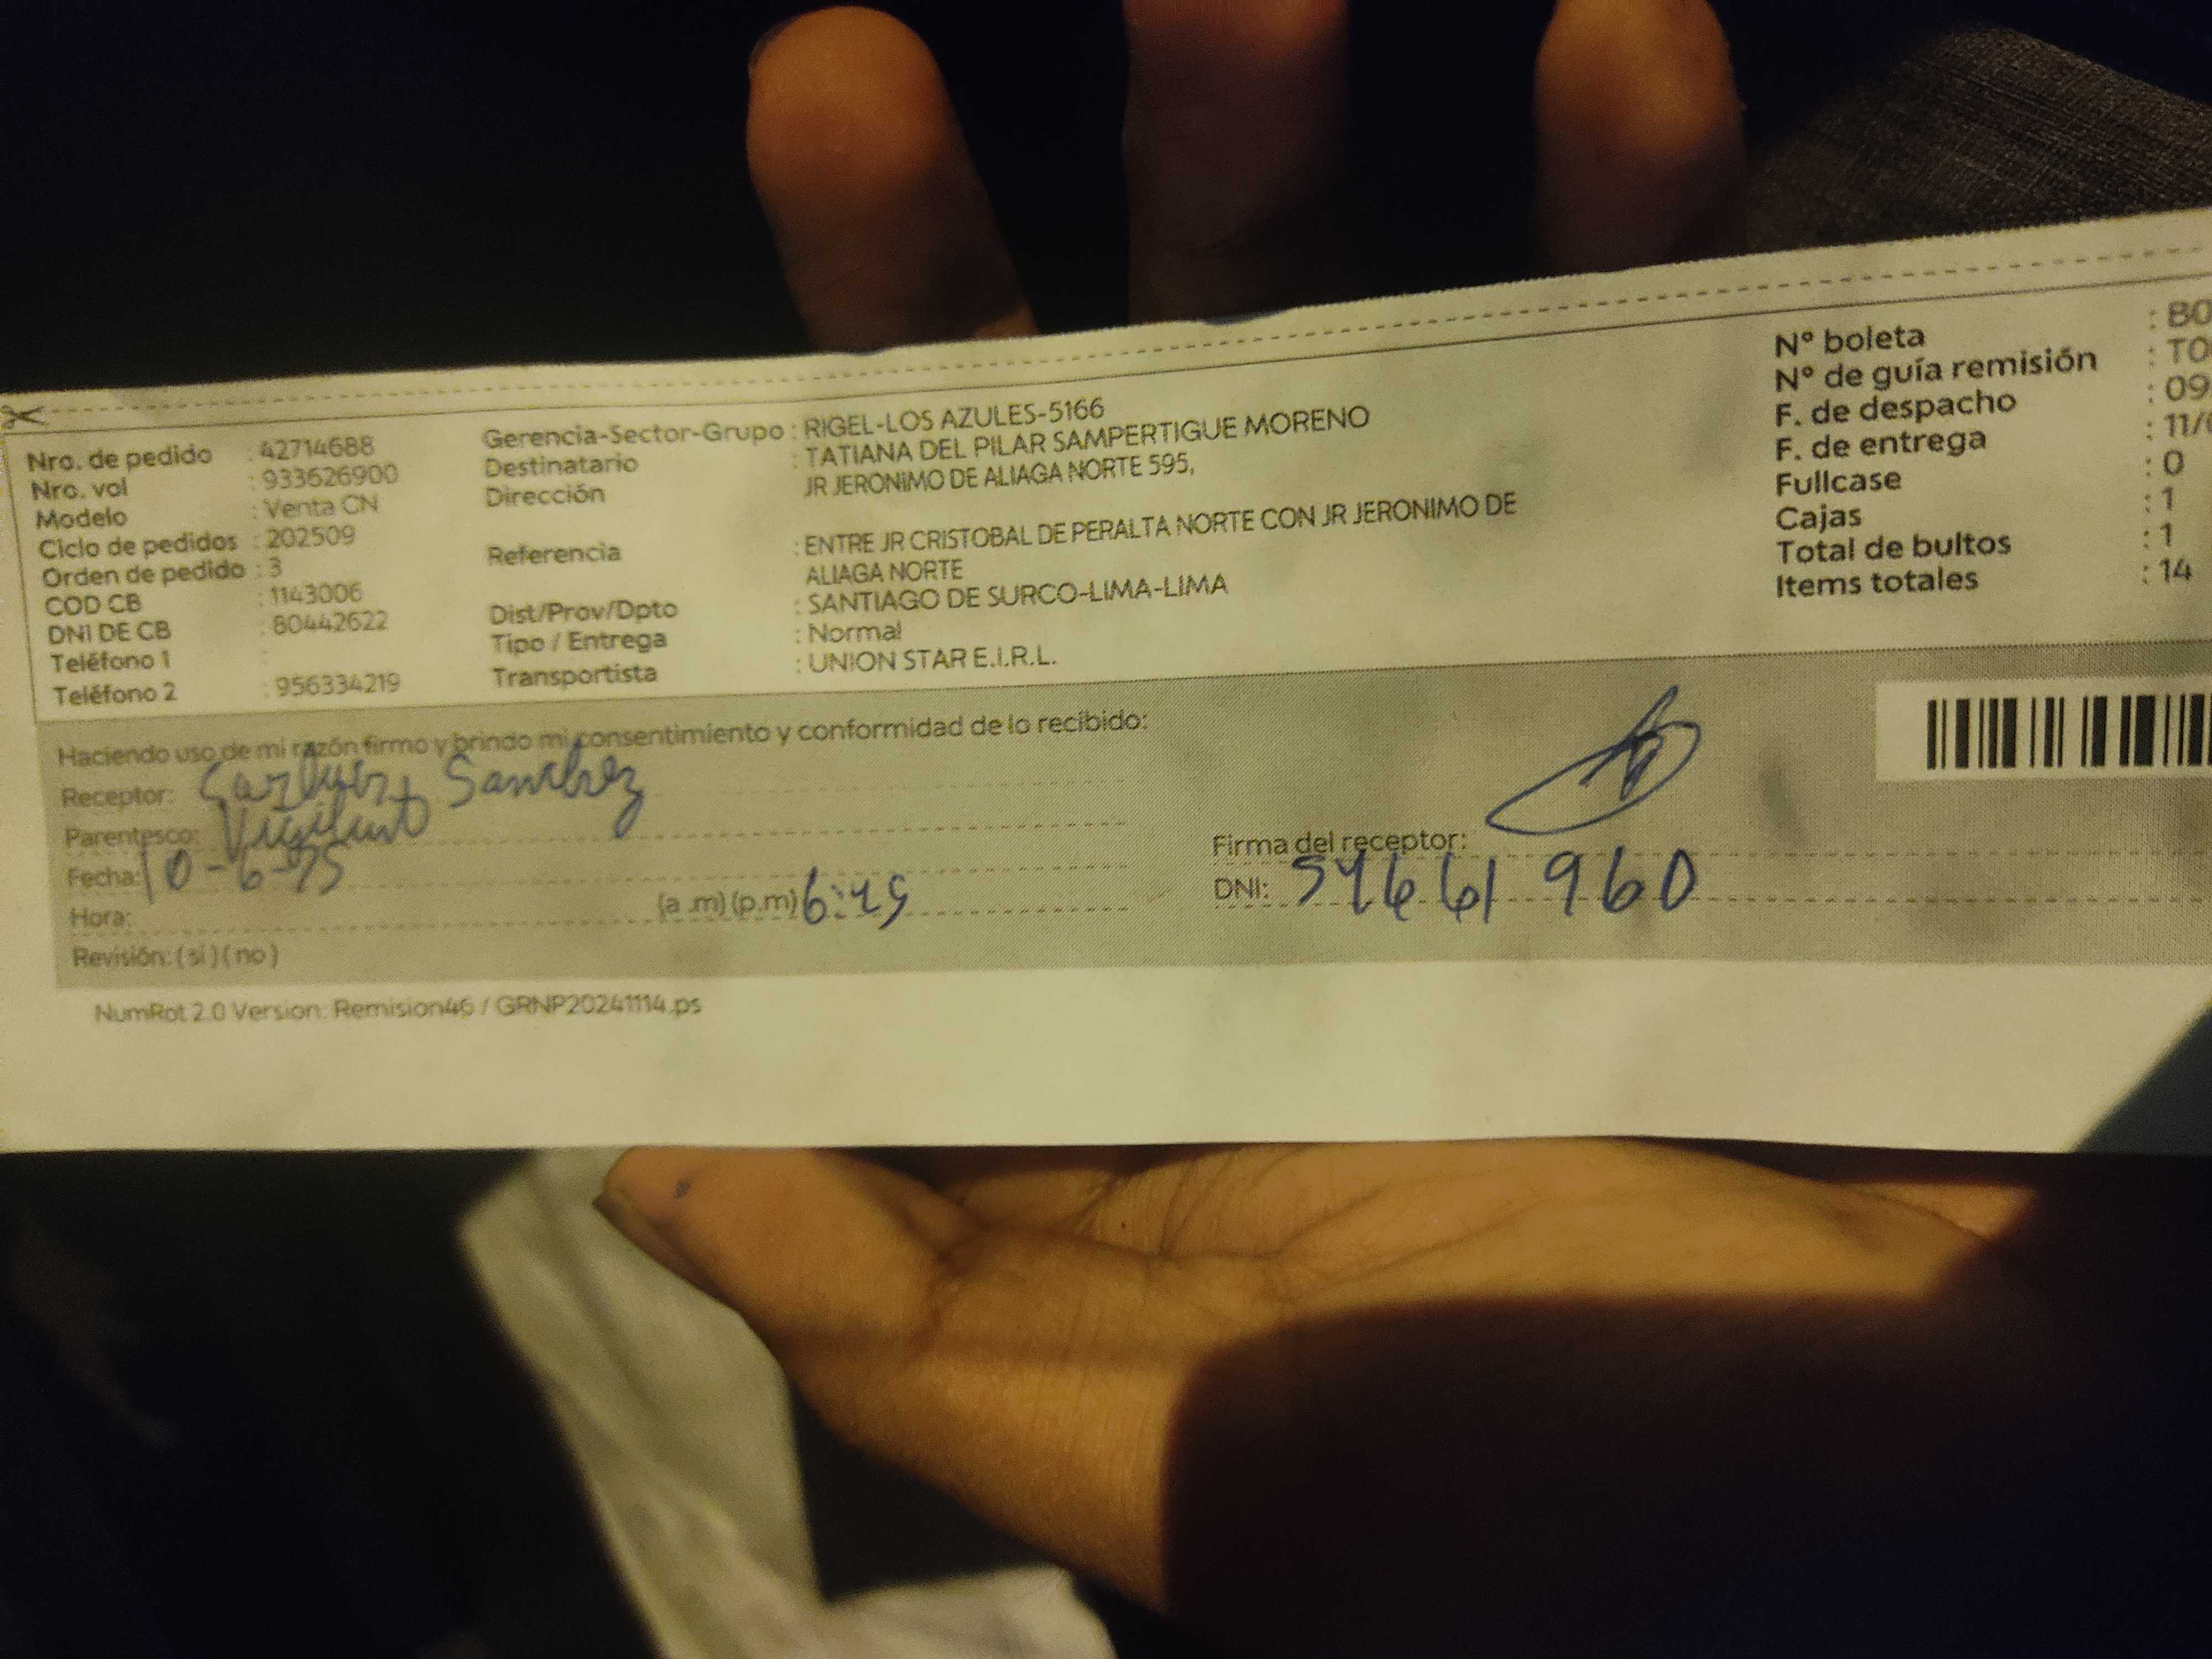 Nro. de pedido : 42714688
Nro. vol : 933626900
Modelo : Venta CN
Ciclo de pedidos : 202509
Orden de pedido : 3
COD CB : 1143006
DNI DE CB : 80442622
Teléfono 1 :
Teléfono 2 : 956334219
Gerencia-Sector-Grupo : RIGEL-LOS AZULES-5166
Destinatario : TATIANA DEL PILAR SAMPERTIGUE MORENO
Dirección JR JERONIMO DE ALIAGA NORTE 595,
Referencia : ENTRE JR CRISTOBAL DE PERALTA NORTE CON JR JERONIMO DE
ALIAGA NORTE
Dist/Prov/Dpto : SANTIAGO DE SURCO-LIMA-LIMA
Tipo / Entrega : Normal
Transportista : UNION STAR E.I.R.L.
Nº boleta : B0
Nº de guía remisión : T0
F. de despacho : 09
F. de entrega : 11/
Fullcase : 0
Cajas : 1
Total de bultos : 1
Items totales : 14
Haciendo uso de mi razón firmo y brindo mi consentimiento y conformidad de lo recibido:
Receptor: Sanchez
Parentesco: Vigilant
Fecha: 10-6-
Hora: (a .m) (p.m) 6:
Revisión: (si) (no)
Firma del receptor:
DNI:
NumRot 2.0 Version: Remision46 / GRNP20241114.ps